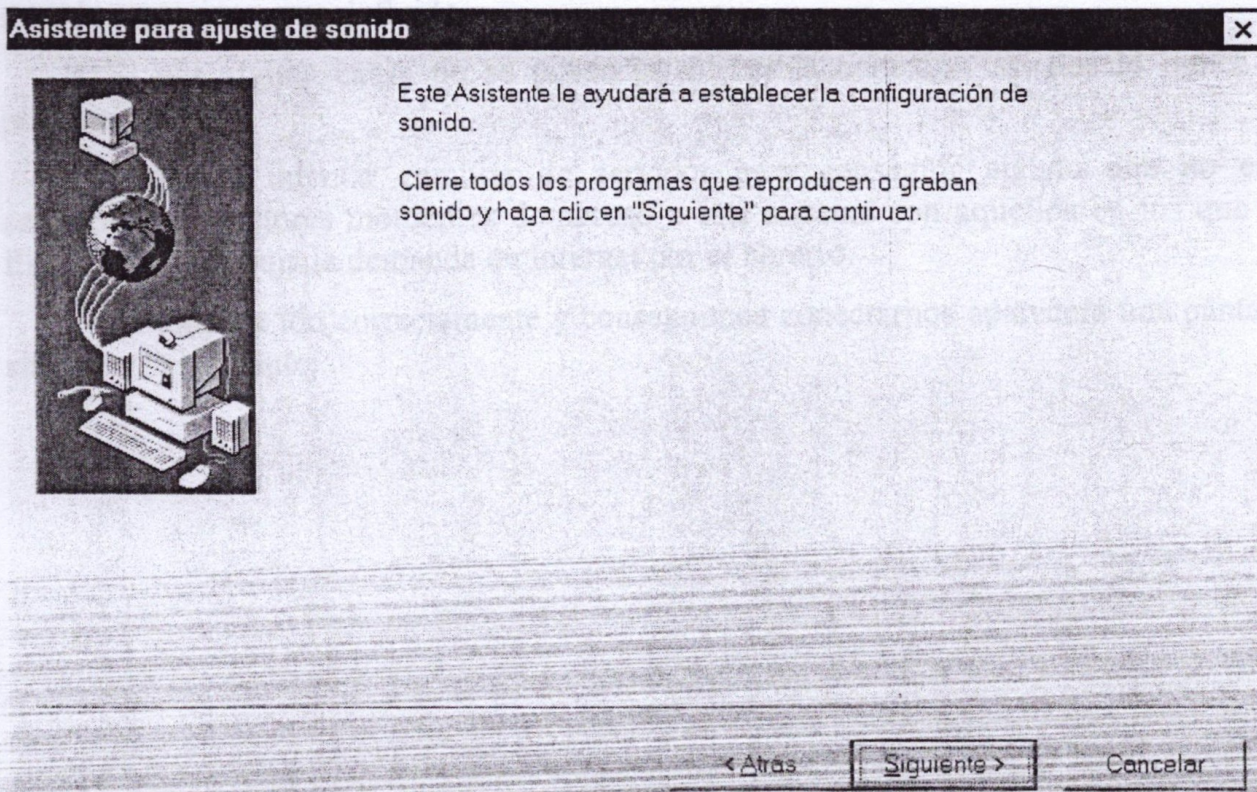 Asistente para ajuste de sonido
Este Asistente le ayudará a establecer la configuración de
sonido.
Cierre todos los programas que reproducen o graban
sonido y haga clic en "Siguiente" para continuar.
< Atrás
Siguiente >
Cancelar